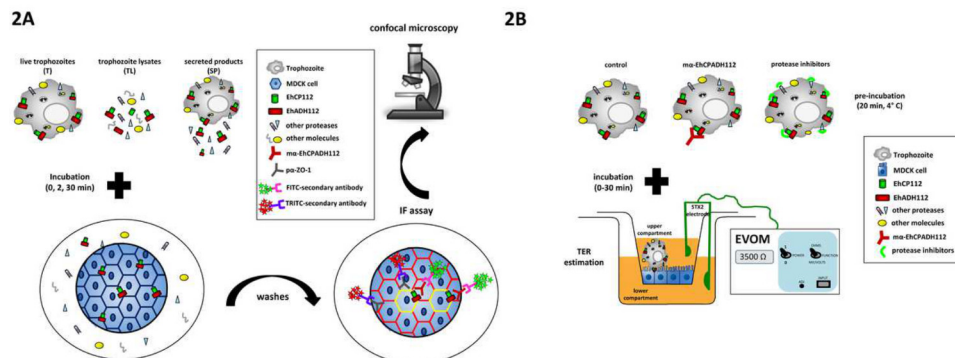 2A
live trophozoites
(T)
trophozoite lysates
(TL)
secreted products
(SP)
confocal microscopy
Trophozoite
MDCK cell
EhCP112
EhADH112
other proteases
other molecules
mα-EhCPADH112
pα-ZO-1
FITC-secondary antibody
TRITC-secondary antibody
Incubation
(0, 2, 30 min)
IF assay
washes
2B
control
mα-EhCPADH112
protease inhibitors
pre-incubation
(20 min, 4° C)
incubation
(0-30 min)
STX2
electrode
upper
compartment
TER
estimation
lower
compartment
EVOM
3500 Ω
POWER
FUNCTION
INPUT
Trophozoite
MDCK cell
EhCP112
EhADH112
other proteases
other molecules
mα-EhCPADH112
protease inhibitors